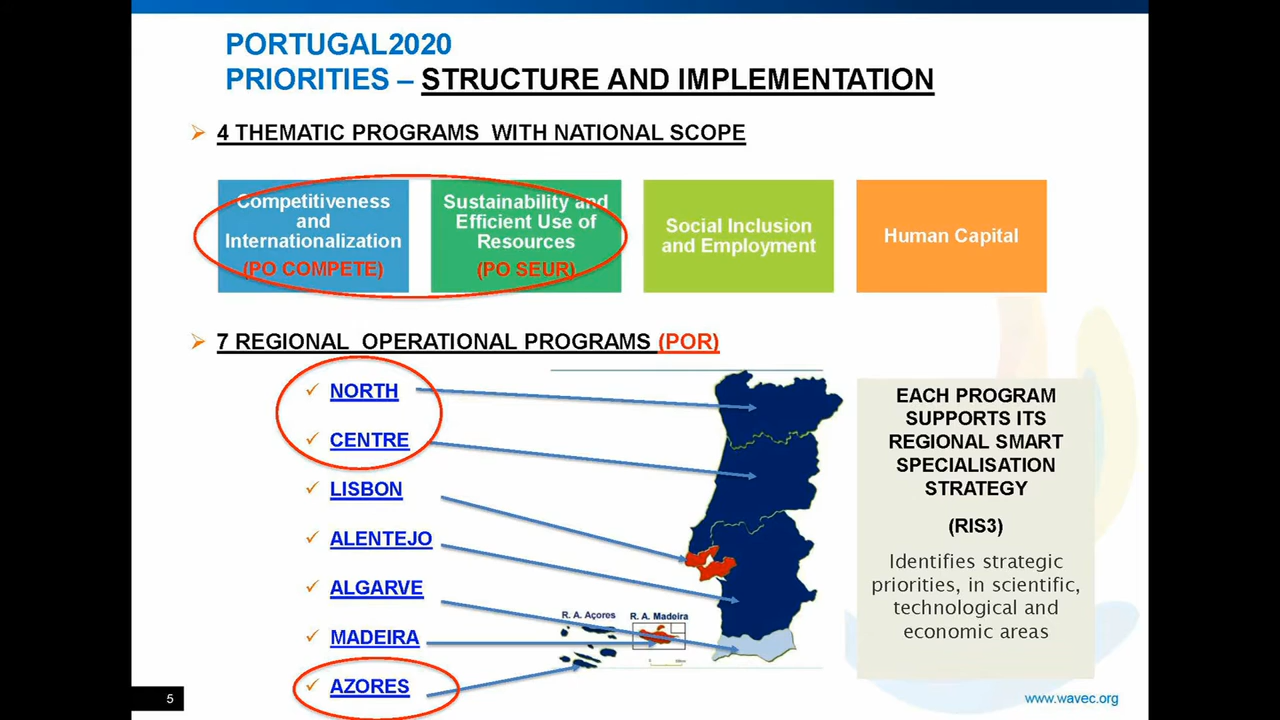 PORTUGAL2020
PRIORITIES – STRUCTURE AND IMPLEMENTATION
4 THEMATIC PROGRAMS WITH NATIONAL SCOPE
Competitiveness
and
Internationalization
(PO COMPETE)
Sustainability and
Efficient Use of
Resources
(PO SEUR)
Social Inclusion
and Employment
Human Capital
7 REGIONAL OPERATIONAL PROGRAMS (POR)
NORTH
CENTRE
LISBON
ALENTEJO
ALGARVE
MADEIRA
AZORES
R. A. Açores
R. A. Madeira
EACH PROGRAM
SUPPORTS ITS
REGIONAL SMART
SPECIALISATION
STRATEGY
(RIS3)
Identifies strategic
priorities, in scientific,
technological and
economic areas
5
www.wavec.org